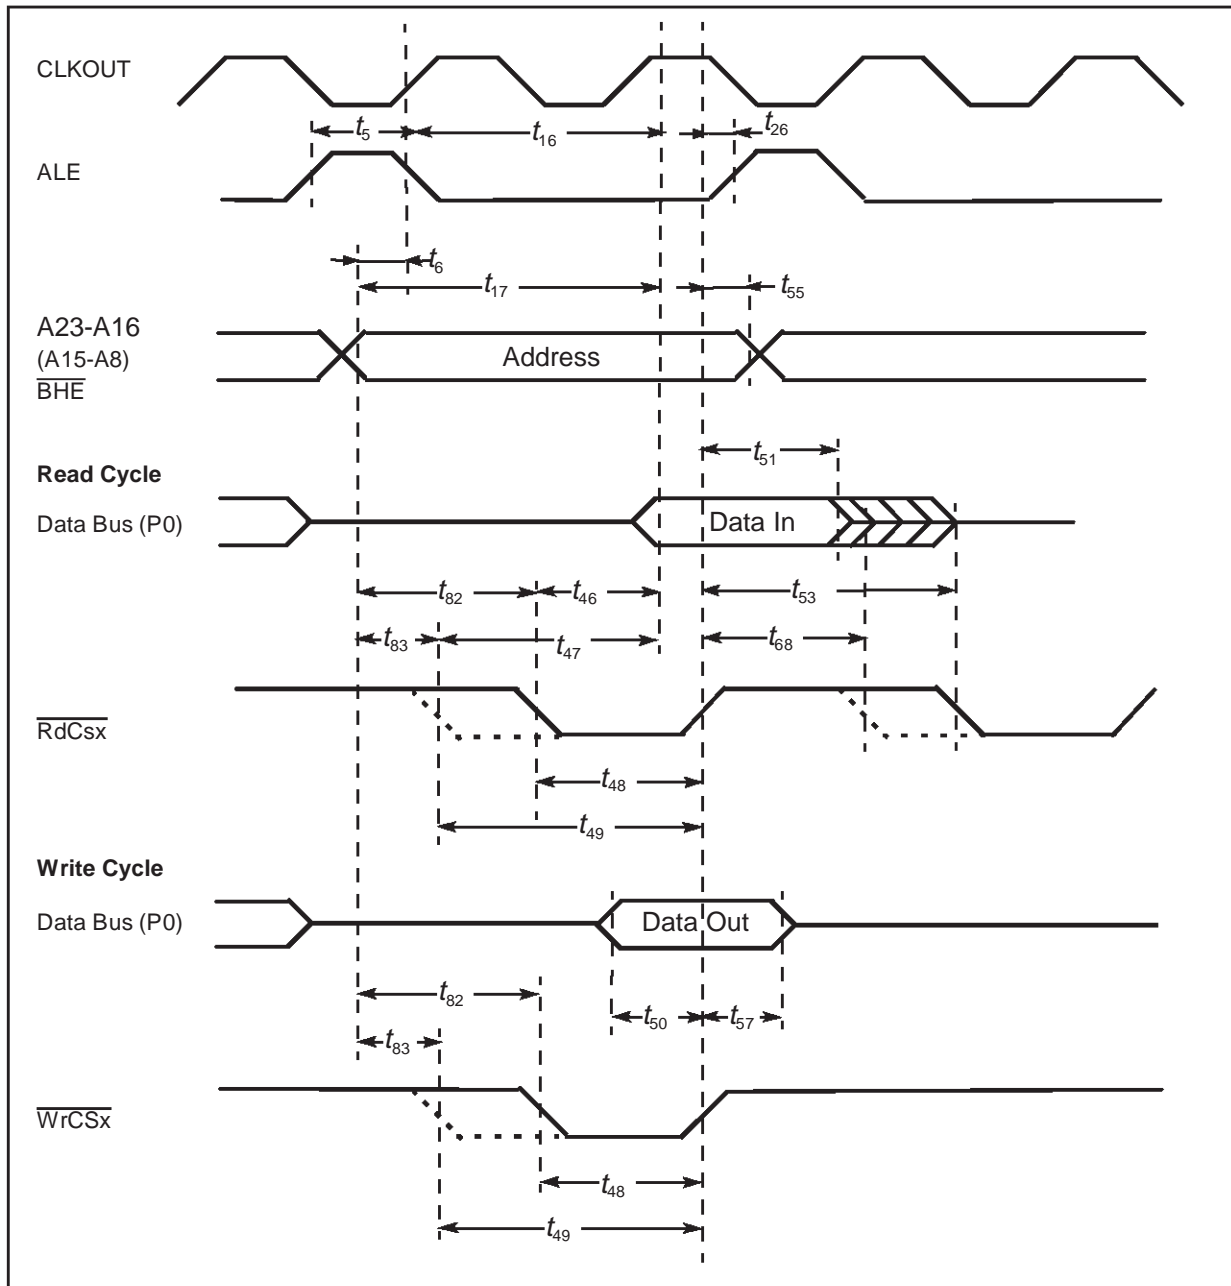 CLKOUT
t5
t16
t26
ALE
t6
t17
t55
A23-A16
(A15-A8)
BHE
Address
t51
Read Cycle
Data Bus (P0)
Data In
t82
t46
t53
t83
t47
t68
RdCsx
t48
t49
Write Cycle
Data Bus (P0)
Data Out
t82
t50
t57
t83
WrCSx
t48
t49